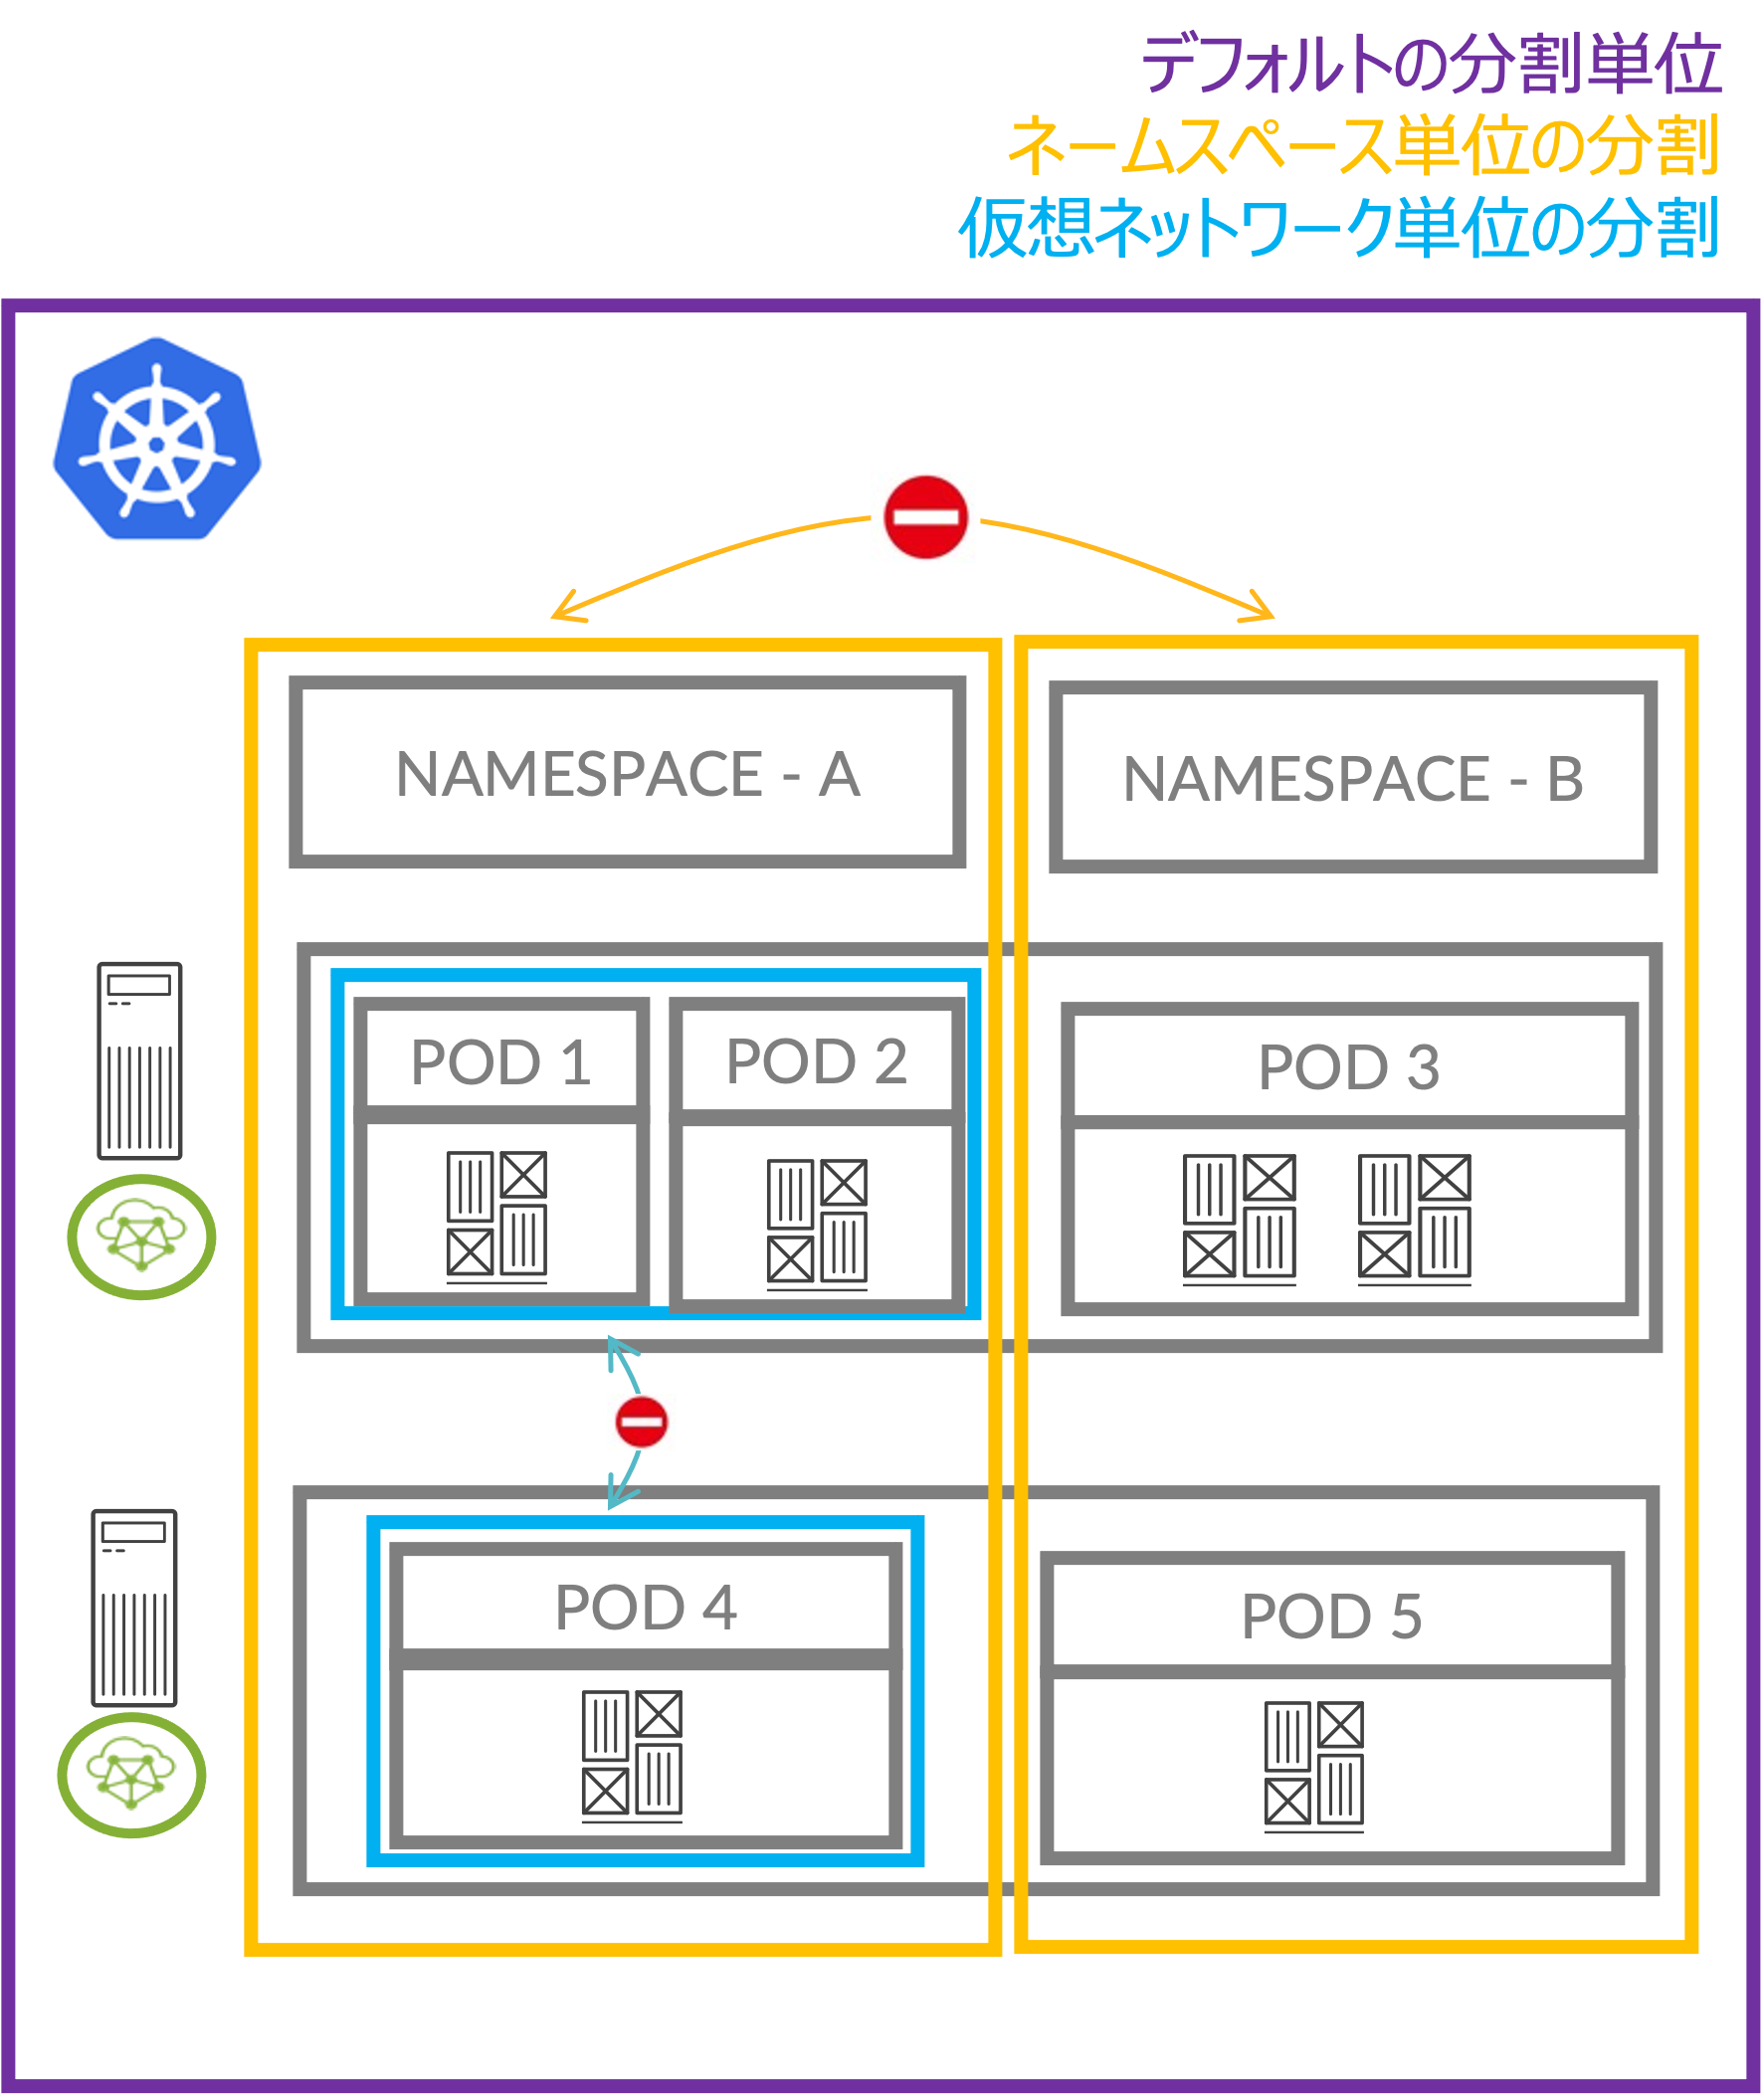 デフォルトの分割単位
ネームスペース単位の分割
仮想ネットワーク単位の分割
NAMESPACE - A
NAMESPACE - B
POD 1
POD 2
POD 3
POD 4
POD 5